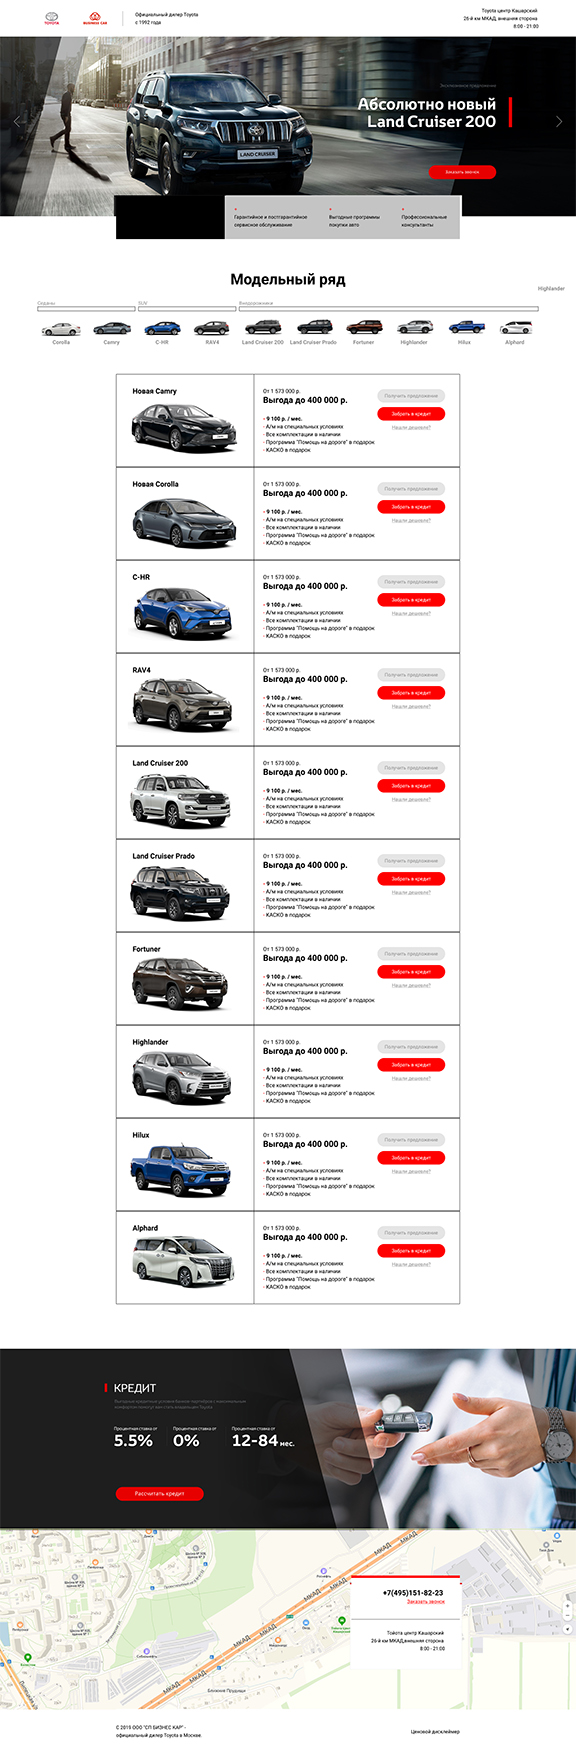 TOYOTA
BUSINESS CAR
Официальный дилер Toyota
с 1992 года
Toyota центр Каширский
26-й км МКАД, внешняя сторона
8:00 - 21:00
Эксклюзивное предложение
Абсолютно новый
Land Cruiser 200
LAND CRUISER
Заказать звонок
Гарантийное и постгарантийное
сервисное обслуживание
Выгодные программы
покупки авто
Профессиональные
консультанты
Модельный ряд
Highlander
Седаны
SUV
Внедорожники
Corolla
Camry
C-HR
RAV4
Land Cruiser 200
Land Cruiser Prado
Fortuner
Highlander
Hilux
Alphard
Новая Camry
От 1 573 000 р.
Выгода до 400 000 р.
9 100 р. / мес.
А/м на специальных условиях
Все комплектации в наличии
Программа "Помощь на дороге" в подарок
КАСКО в подарок
Получить предложение
Забрать в кредит
Нашли дешевле?
Новая Corolla
От 1 573 000 р.
Выгода до 400 000 р.
9 100 р. / мес.
А/м на специальных условиях
Все комплектации в наличии
Программа "Помощь на дороге" в подарок
КАСКО в подарок
Получить предложение
Забрать в кредит
Нашли дешевле?
C-HR
От 1 573 000 р.
Выгода до 400 000 р.
9 100 р. / мес.
А/м на специальных условиях
Все комплектации в наличии
Программа "Помощь на дороге" в подарок
КАСКО в подарок
Получить предложение
Забрать в кредит
Нашли дешевле?
RAV4
От 1 573 000 р.
Выгода до 400 000 р.
9 100 р. / мес.
А/м на специальных условиях
Все комплектации в наличии
Программа "Помощь на дороге" в подарок
КАСКО в подарок
Получить предложение
Забрать в кредит
Нашли дешевле?
Land Cruiser 200
От 1 573 000 р.
Выгода до 400 000 р.
9 100 р. / мес.
А/м на специальных условиях
Все комплектации в наличии
Программа "Помощь на дороге" в подарок
КАСКО в подарок
Получить предложение
Забрать в кредит
Нашли дешевле?
Land Cruiser Prado
От 1 573 000 р.
Выгода до 400 000 р.
9 100 р. / мес.
А/м на специальных условиях
Все комплектации в наличии
Программа "Помощь на дороге" в подарок
КАСКО в подарок
Получить предложение
Забрать в кредит
Нашли дешевле?
Fortuner
От 1 573 000 р.
Выгода до 400 000 р.
9 100 р. / мес.
А/м на специальных условиях
Все комплектации в наличии
Программа "Помощь на дороге" в подарок
КАСКО в подарок
Получить предложение
Забрать в кредит
Нашли дешевле?
Highlander
От 1 573 000 р.
Выгода до 400 000 р.
9 100 р. / мес.
А/м на специальных условиях
Все комплектации в наличии
Программа "Помощь на дороге" в подарок
КАСКО в подарок
Получить предложение
Забрать в кредит
Нашли дешевле?
Hilux
От 1 573 000 р.
Выгода до 400 000 р.
9 100 р. / мес.
А/м на специальных условиях
Все комплектации в наличии
Программа "Помощь на дороге" в подарок
КАСКО в подарок
Получить предложение
Забрать в кредит
Нашли дешевле?
Alphard
От 1 573 000 р.
Выгода до 400 000 р.
9 100 р. / мес.
А/м на специальных условиях
Все комплектации в наличии
Программа "Помощь на дороге" в подарок
КАСКО в подарок
Получить предложение
Забрать в кредит
Нашли дешевле?
КРЕДИТ
Процентная ставка от
5.5%
Процентная ставка от
0%
Процентная ставка от
12-84 мес.
Рассчитать кредит
МКАД
МКАД
МКАД
МКАД
Ближние Прудищи
+7(495)151-82-23
Заказать звонок
Тойота центр Каширский
26-й км МКАД,внешняя сторона
8:00 - 21:00
С 2019 ООО "СП БИЗНЕС КАР" -
официальный дилер Toyota в Москве.
Ценовой дисклеймер